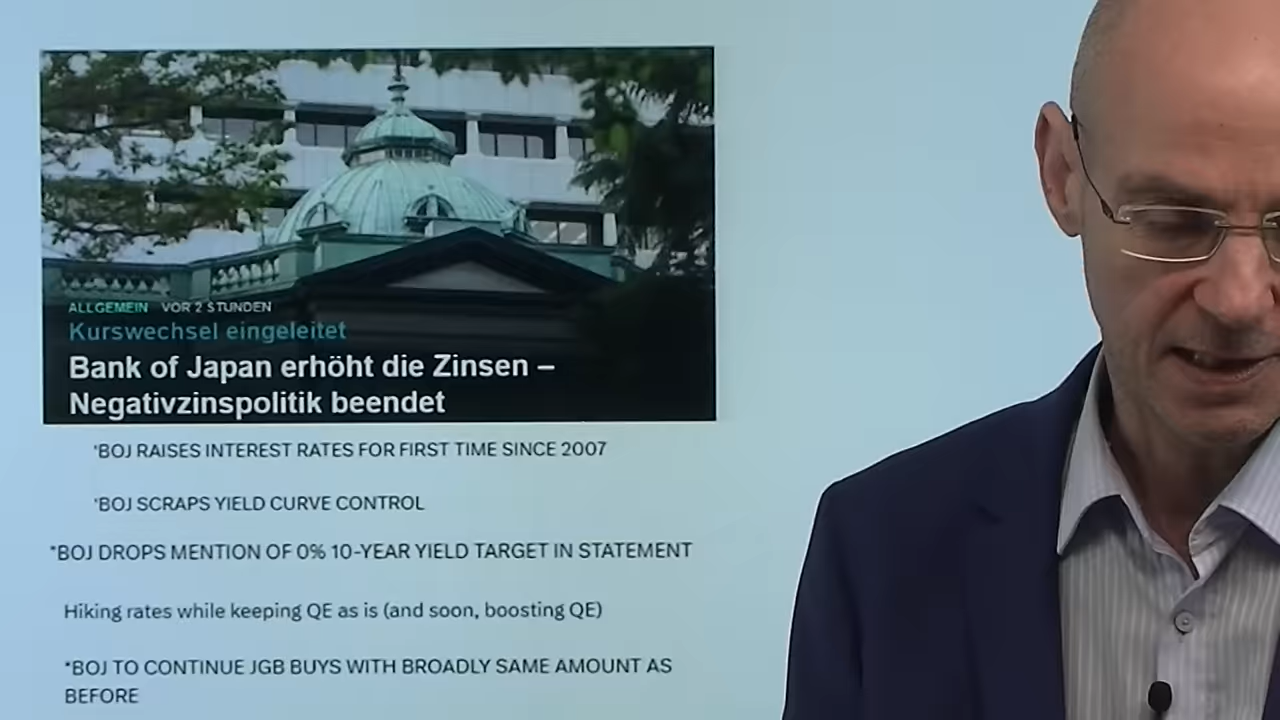 ALLGEMEIN VOR 2 STUNDEN
Kurswechsel eingeleitet
Bank of Japan erhöht die Zinsen –
Negativzinspolitik beendet
*BOJ RAISES INTEREST RATES FOR FIRST TIME SINCE 2007
*BOJ SCRAPS YIELD CURVE CONTROL
*BOJ DROPS MENTION OF 0% 10-YEAR YIELD TARGET IN STATEMENT
Hiking rates while keeping QE as is (and soon, boosting QE)
*BOJ TO CONTINUE JGB BUYS WITH BROADLY SAME AMOUNT AS
BEFORE